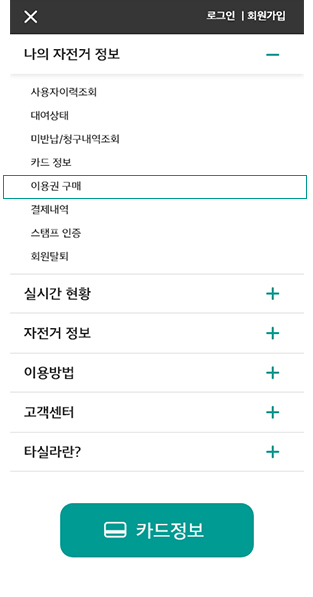 로그인 | 회원가입
나의 자전거 정보
사용자이력조회
대여상태
미반납/청구내역조회
카드 정보
이용권 구매
결제내역
스탬프 인증
회원탈퇴
실시간 현황
자전거 정보
이용방법
고객센터
타실라란?
카드정보